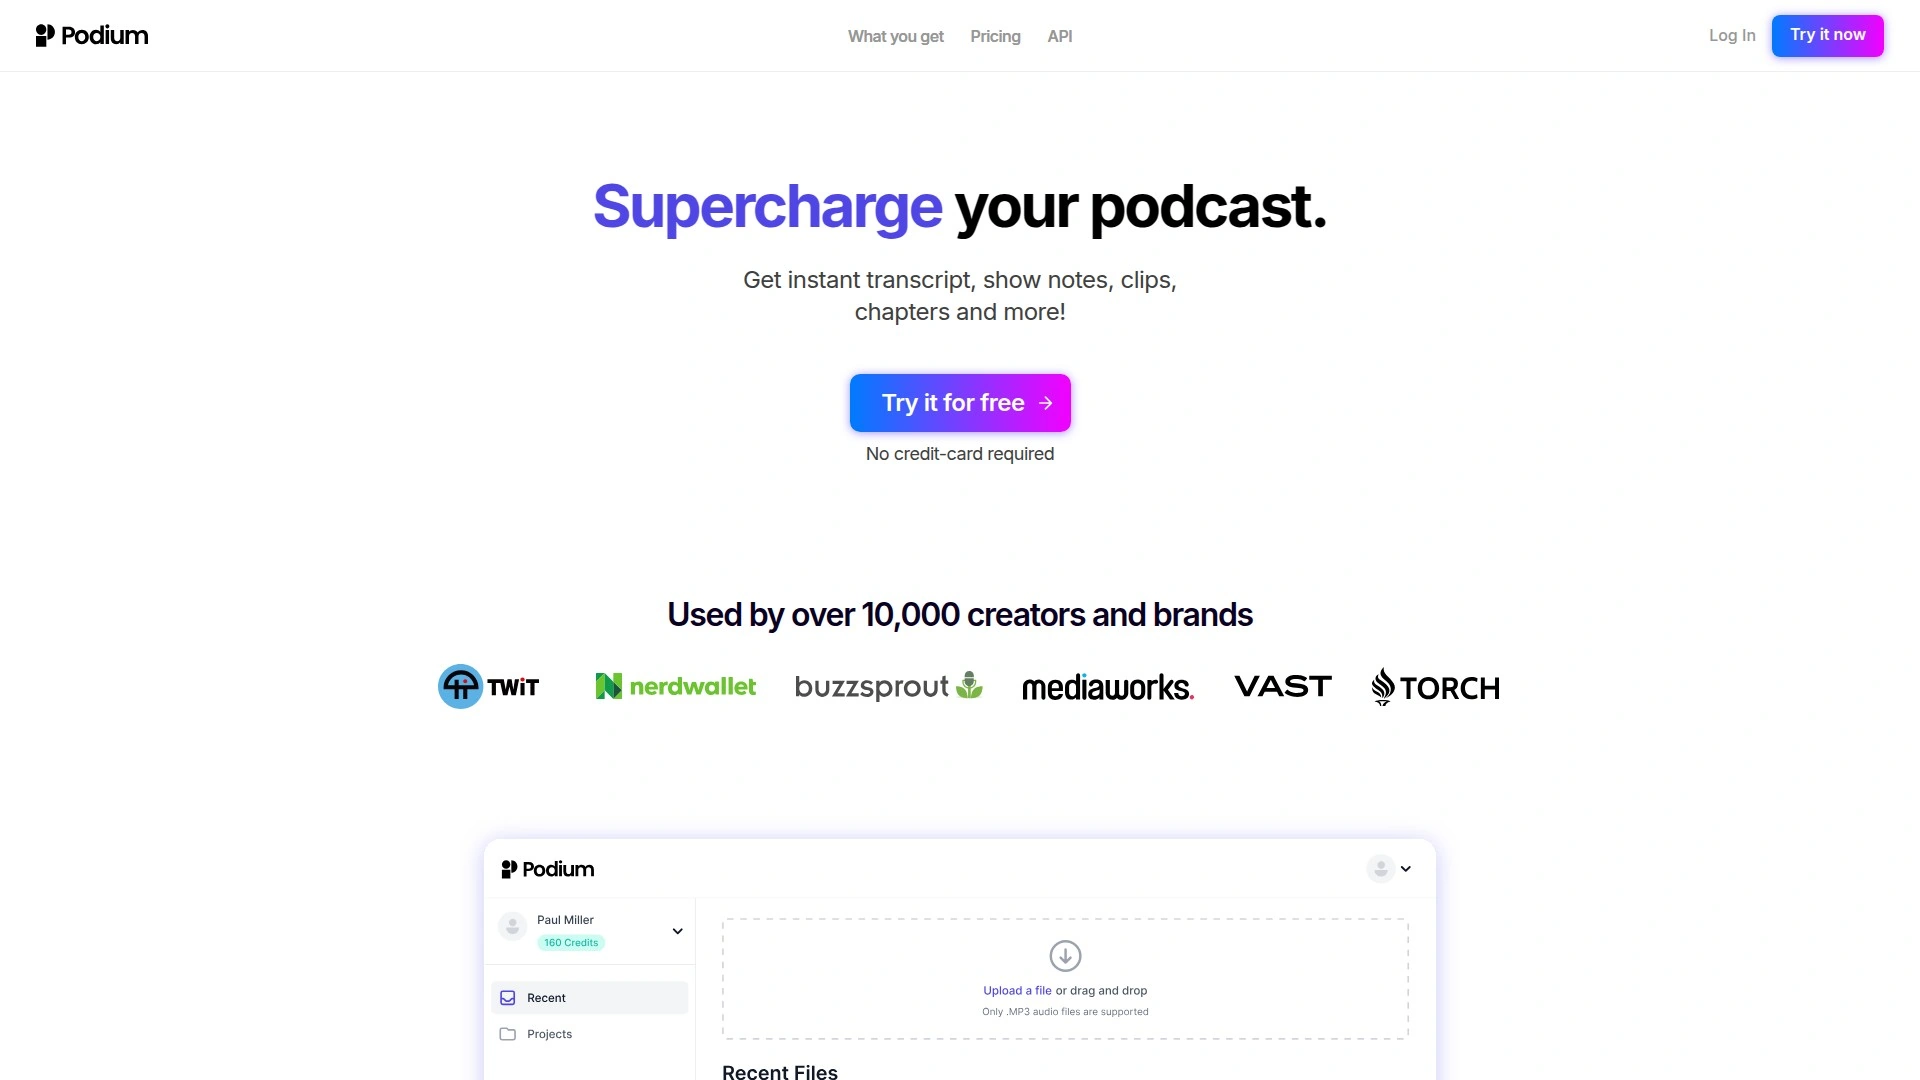 Podium
What you get
Pricing
API
Log In
Try it now
Supercharge your podcast.
Get instant transcript, show notes, clips,
chapters and more!
Try it for free
No credit-card required
Used by over 10,000 creators and brands
TWiT
nerdwallet
buzzsprout
mediaworks.
VAST
TORCH
Podium
Paul Miller
160 Credits
Recent
Projects
Upload a file or drag and drop
Only .MP3 audio files are supported
Recent Files